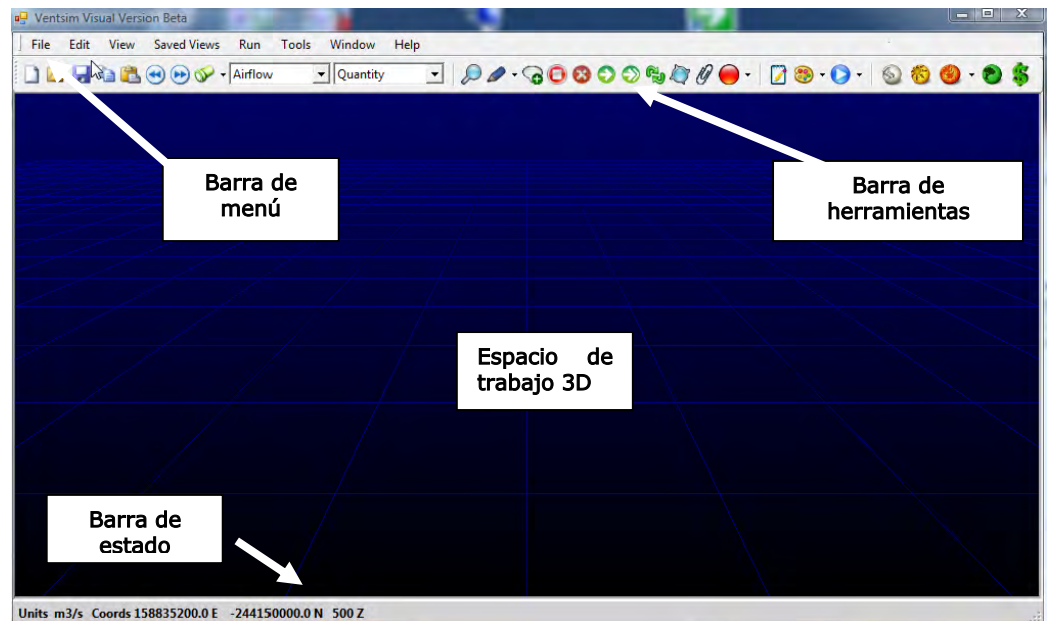 Ventsim Visual Version Beta
File Edit View Saved Views Run Tools Window Help
Airflow Quantity
Barra de
menú
Barra de
herramientas
Espacio de
trabajo 3D
Barra de
estado
Units m3/s Coords 158835200.0 E -244150000.0 N 500 Z